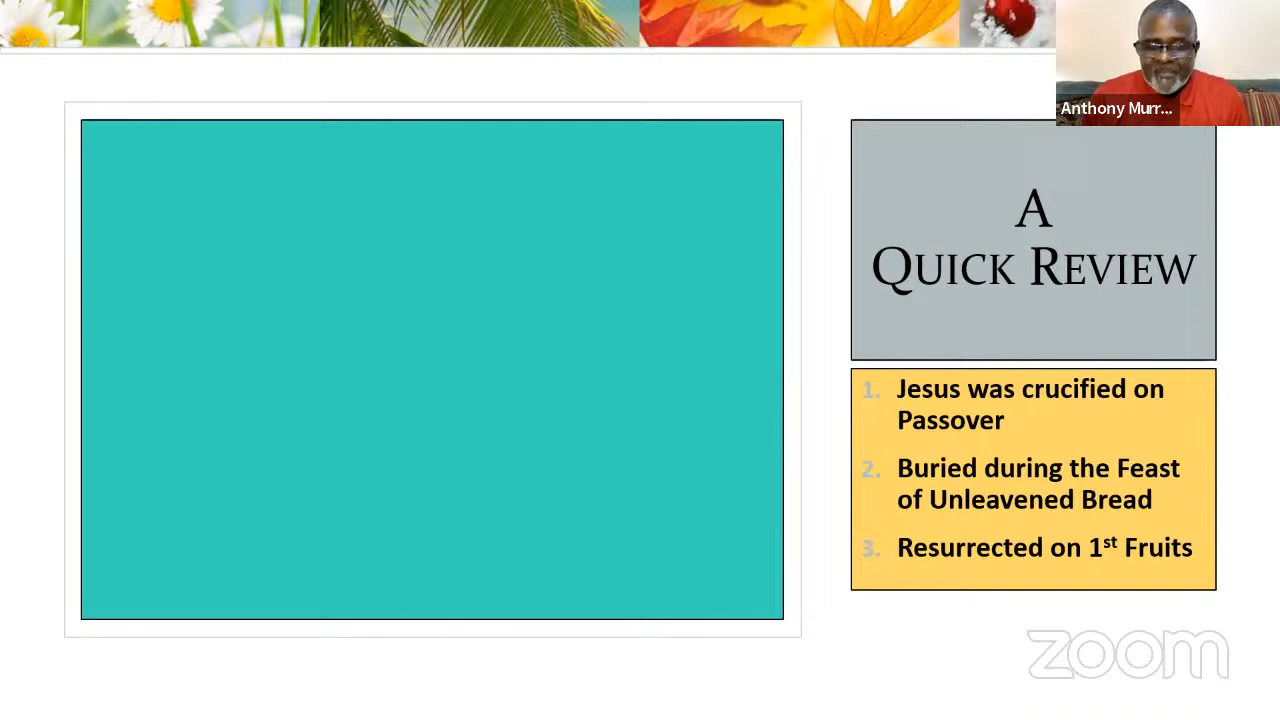 Anthony Murr...
A
QUICK REVIEW
1. Jesus was crucified on
Passover
2. Buried during the Feast
of Unleavened Bread
3. Resurrected on 1st Fruits
zoom